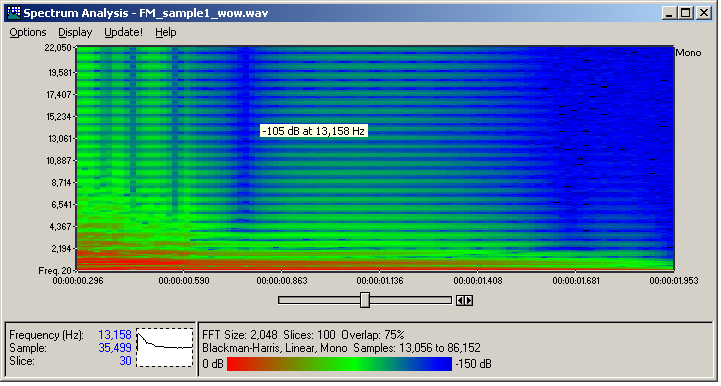 Spectrum Analysis - FM_sample1_wow.wav
Options Display Update! Help
22,050
Mono
19,581
17,407
15,234
-105 dB at 13,158 Hz
13,061
10,887
8,714
6,541
4,367
2,194
Freq. 20
00:00:00.296 00:00:00.590 00:00:00.863 00:00:01.136 00:00:01.408 00:00:01.681 00:00:01.953
Frequency (Hz): 13,158
Sample: 35,499
Slice: 30
FFT Size: 2,048 Slices: 100 Overlap: 75%
Blackman-Harris, Linear, Mono Samples: 13,056 to 86,152
0 dB -150 dB